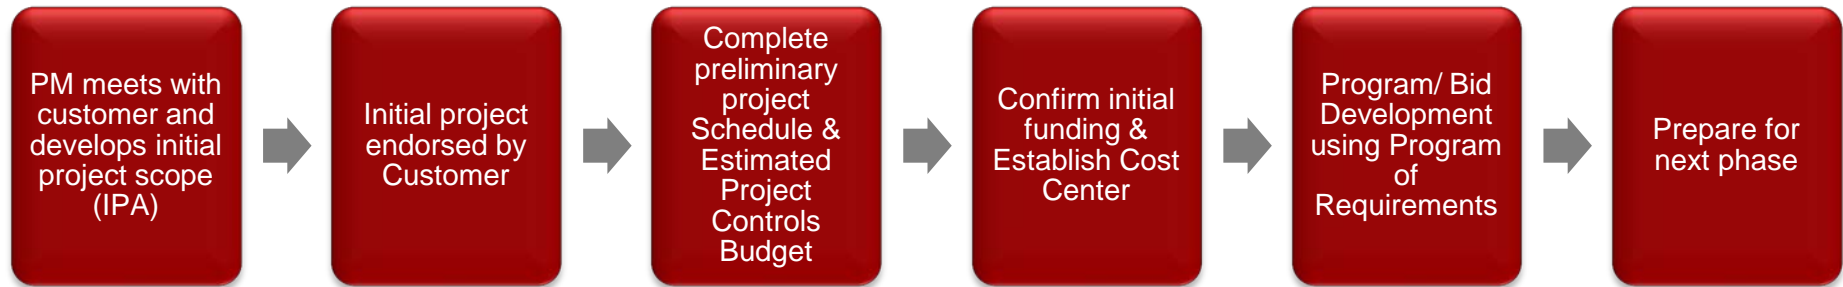 PM meets with
customer and
develops initial
project scope
(IPA)
Initial project
endorsed by
Customer
Complete
preliminary
project
Schedule &
Estimated
Project
Controls
Budget
Confirm initial
funding &
Establish Cost
Center
Program/ Bid
Development
using Program
of
Requirements
Prepare for
next phase